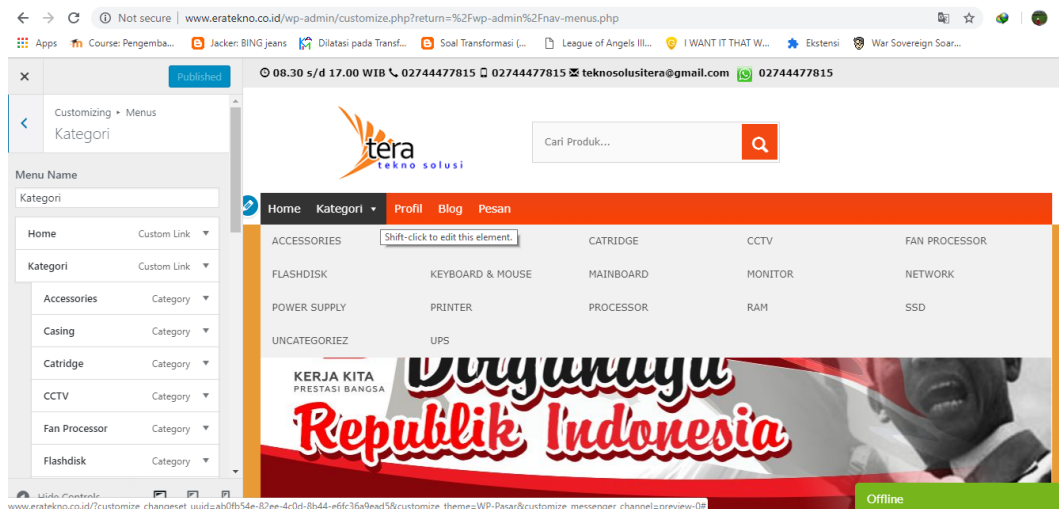 Not secure | www.eratekno.co.id/wp-admin/customize.php?return=%2Fwp-admin%2Fnav-menus.php
Apps
Course: Pengemba...
Jacker: BING jeans
Dilatasi pada Transf...
Soal Transformasi (...
League of Angels III...
I WANT IT THAT W...
Ekstensi
War Sovereign Soar...
Published
Customizing ▸ Menus
Kategori
Menu Name
Kategori
Home Custom Link
Kategori Custom Link
Accessories Category
Casing Category
Catridge Category
CCTV Category
Fan Processor Category
Flashdisk Category
Hide Controls
08.30 s/d 17.00 WIB 02744477815 02744477815 teknosolusitera@gmail.com 02744477815
tera
tekno solusi
Cari Produk...
Home Kategori Profil Blog Pesan
Shift-click to edit this element.
ACCESSORIES CATRIDGE CCTV FAN PROCESSOR
FLASHDISK KEYBOARD & MOUSE MAINBOARD MONITOR NETWORK
POWER SUPPLY PRINTER PROCESSOR RAM SSD
UNCATEGORIEZ UPS
KERJA KITA
PRESTASI BANGSA
Dirgahayu
Republik Indonesia
Offline
www.eratekno.co.id/?customize_changeset_uuid=ab0fb54e-82ee-4c0d-8b44-e6fc36a9ead5&customize_theme=WP-Pasar&customize_messenger_channel=preview-0#